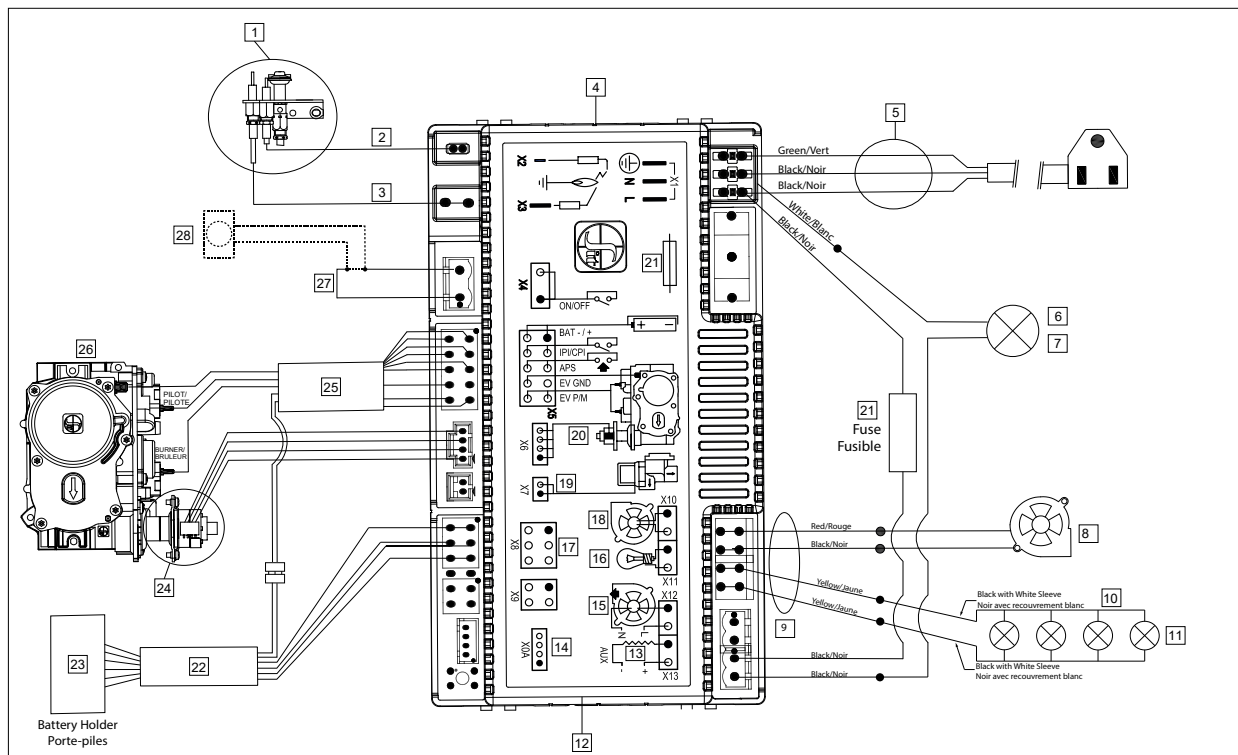 1
4
2
5
Green/Vert
Black/Noir
Black/Noir
X2
X3
N
L
X1
3
White/Blanc
Black/Noir
28
21
27
X4
ON/OFF
6
7
26
25
PILOT/
PILOTE
BURNER/
BRULEUR
BAT - / +
IPI/CPI
APS
EV GND
EV P/M
X5
+ −
21
Fuse
Fusible
20
X6
19
X7
X10
18
Red/Rouge
Black/Noir
8
17
X8
16
X11
24
Yellow/Jaune
Yellow/Jaune
Black with White Sleeve
Noir avec recouvrement blanc
10
11
X9
15
X12
N
L
9
23
22
14
X0A
AUX
13
- +
X13
Black/Noir
Black/Noir
Black with White Sleeve
Noir avec recouvrement blanc
Battery Holder
Porte-piles
12